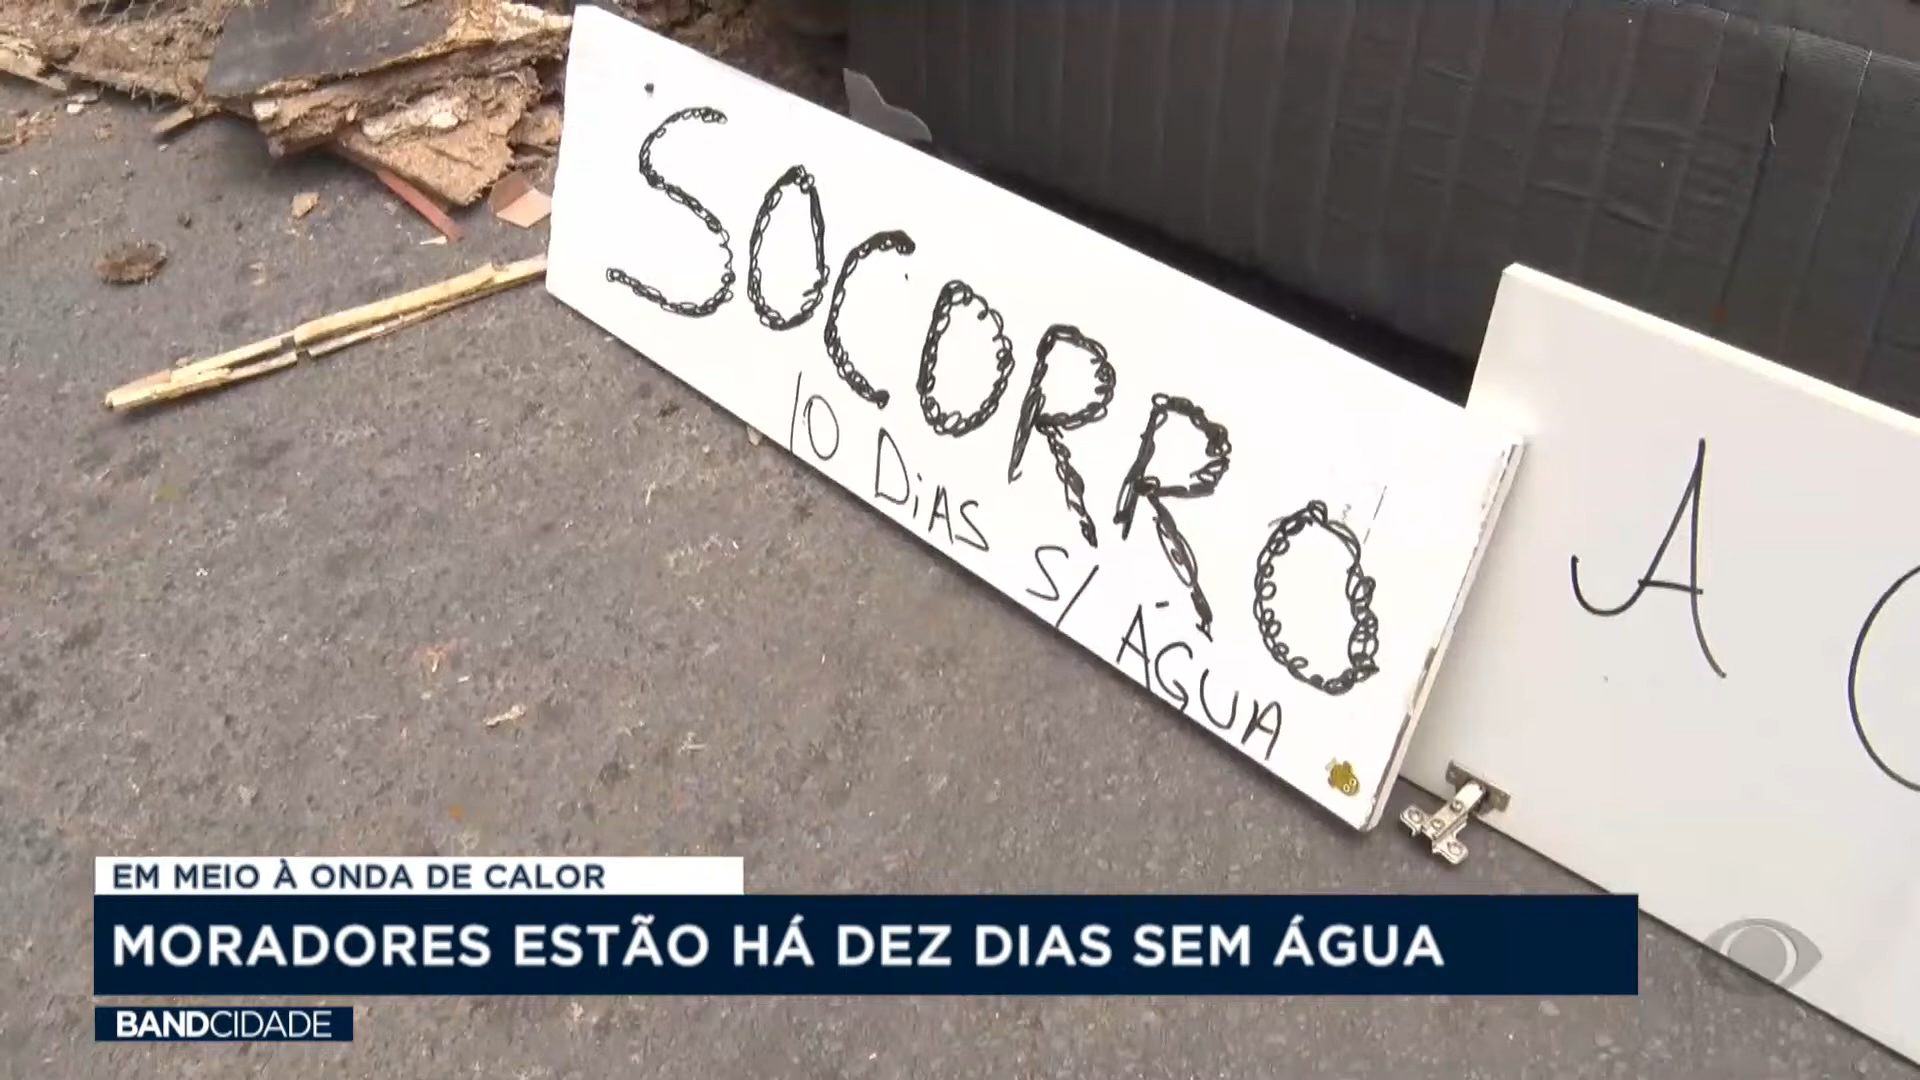 SOCORRO
10 DiAS S/ ÁGUA
A
EM MEIO À ONDA DE CALOR
MORADORES ESTÃO HÁ DEZ DIAS SEM ÁGUA
BANDCIDADE